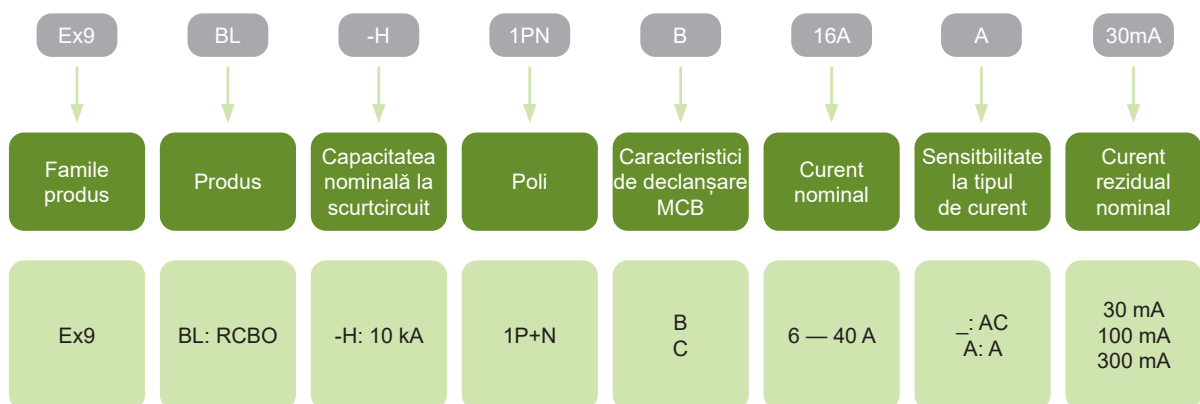 Ex9
BL
-H
1PN
B
16A
A
30mA
Famile
produs
Produs
Capacitatea
nominală la
scurtcircuit
Poli
Caracteristici
de declanșare
MCB
Curent
nominal
Sensitbilitate
la tipul
de curent
Curent
rezidual
nominal
Ex9
BL: RCBO
-H: 10 kA
1P+N
B
C
6 — 40 A
_: AC
A: A
30 mA
100 mA
300 mA